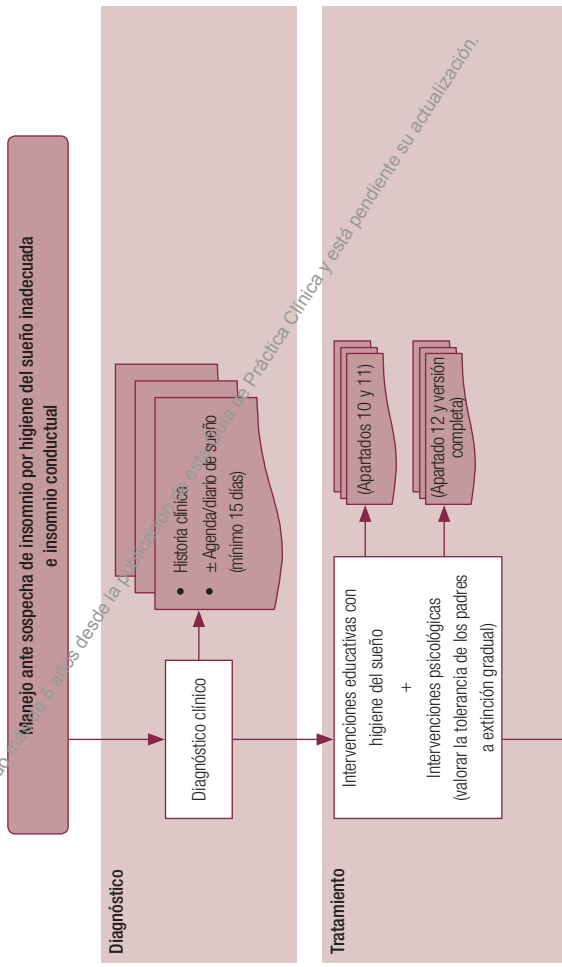 Manejo ante sospecha de insomnio por higiene del sueño inadecuada
e insomnio conductual
Diagnóstico
Diagnóstico clínico
• Historia clínica
• ± Agenda/diario de sueño
(mínimo 15 días)
Tratamiento
Intervenciones educativas con
higiene del sueño
+
Intervenciones psicológicas
(valorar la tolerancia de los padres
a extinción gradual)
(Apartados 10 y 11)
(Apartado 12 y versión
completa)
de 5 años desde la publicación de esta Guía de Práctica Clínica y está pendiente su actualización.